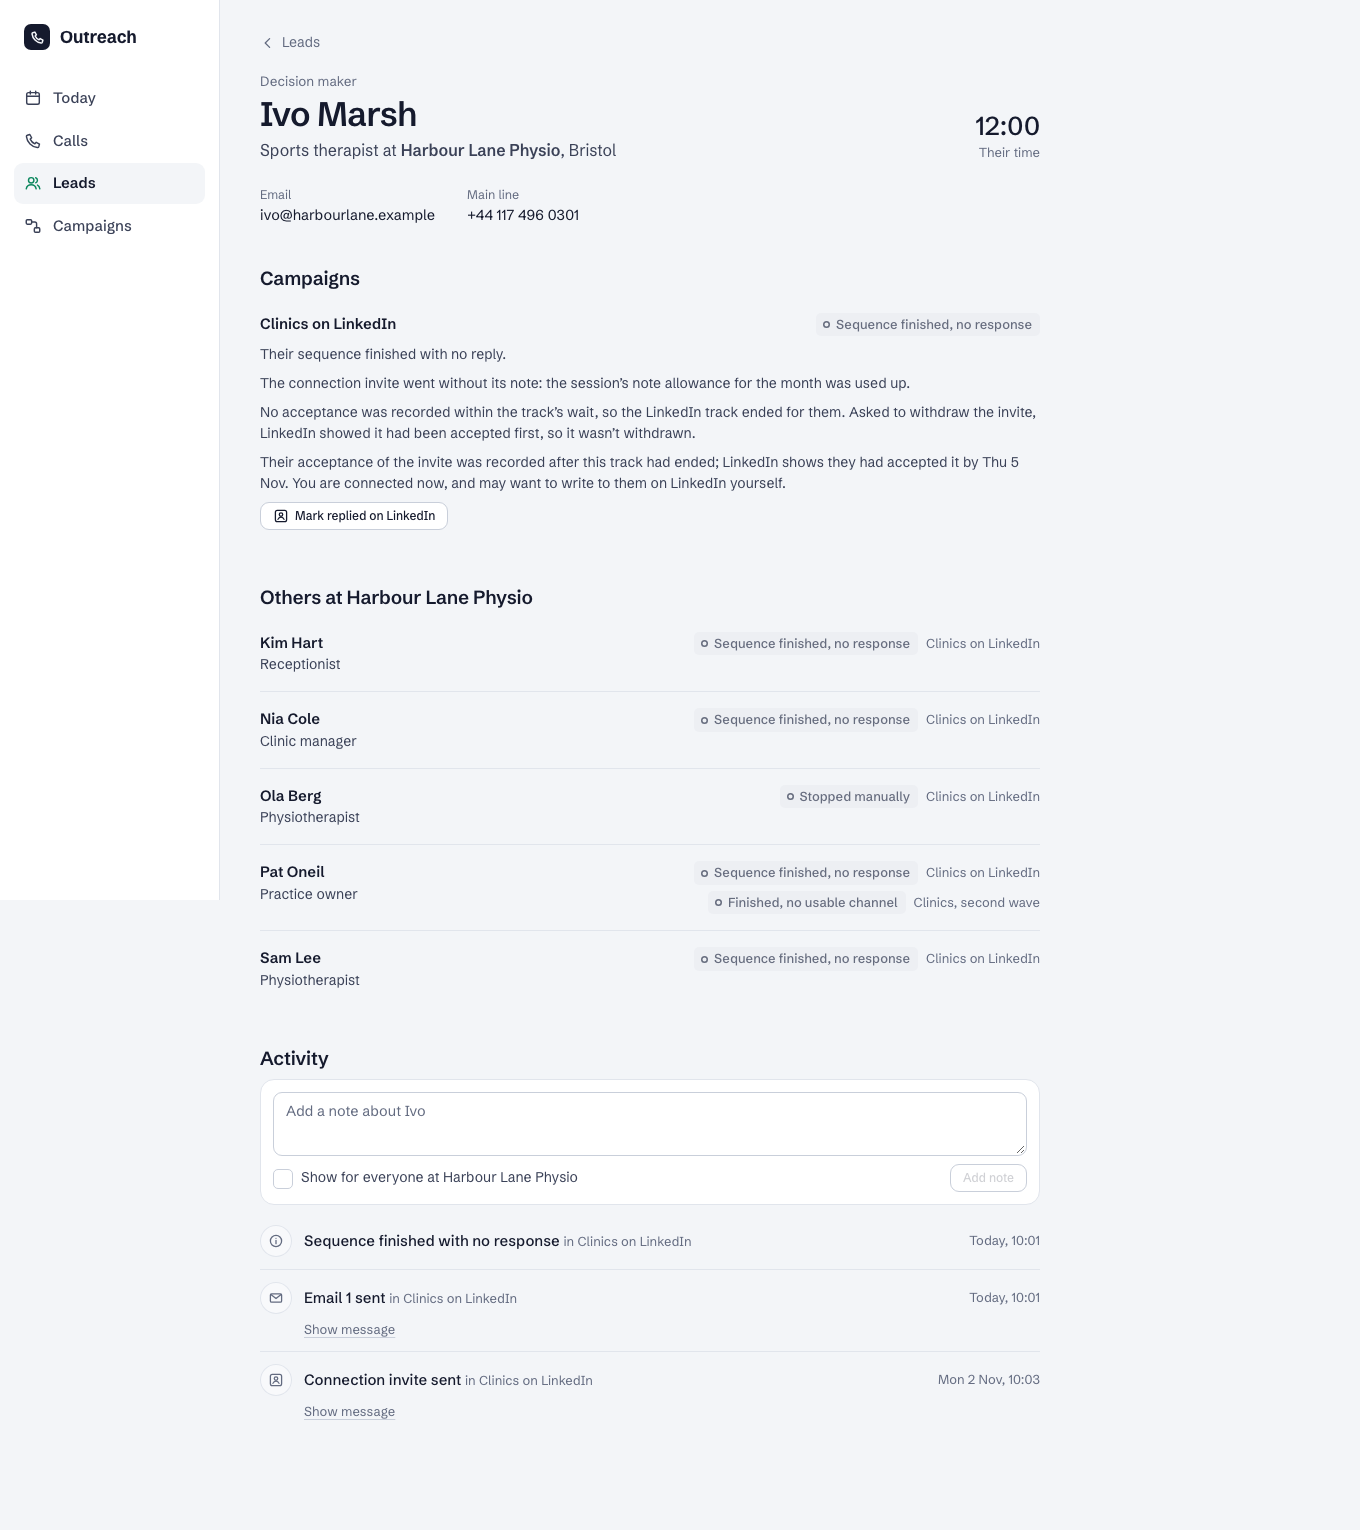 Outreach
Today
Calls
Leads
Campaigns
Leads
Decision maker
Ivo Marsh
Sports therapist at Harbour Lane Physio, Bristol
12:00
Their time
Email
ivo@harbourlane.example
Main line
+44 117 496 0301
Campaigns
Clinics on LinkedIn
Sequence finished, no response
Their sequence finished with no reply.
The connection invite went without its note: the session’s note allowance for the month was used up.
No acceptance was recorded within the track’s wait, so the LinkedIn track ended for them. Asked to withdraw the invite,
LinkedIn showed it had been accepted first, so it wasn’t withdrawn.
Their acceptance of the invite was recorded after this track had ended; LinkedIn shows they had accepted it by Thu 5
Nov. You are connected now, and may want to write to them on LinkedIn yourself.
Mark replied on LinkedIn
Others at Harbour Lane Physio
Kim Hart
Sequence finished, no response Clinics on LinkedIn
Receptionist
Nia Cole
Sequence finished, no response Clinics on LinkedIn
Clinic manager
Ola Berg
Stopped manually Clinics on LinkedIn
Physiotherapist
Pat Oneil
Sequence finished, no response Clinics on LinkedIn
Practice owner
Finished, no usable channel Clinics, second wave
Sam Lee
Sequence finished, no response Clinics on LinkedIn
Physiotherapist
Activity
Add a note about Ivo
Show for everyone at Harbour Lane Physio
Add note
Sequence finished with no response in Clinics on LinkedIn
Today, 10:01
Email 1 sent in Clinics on LinkedIn
Today, 10:01
Show message
Connection invite sent in Clinics on LinkedIn
Mon 2 Nov, 10:03
Show message